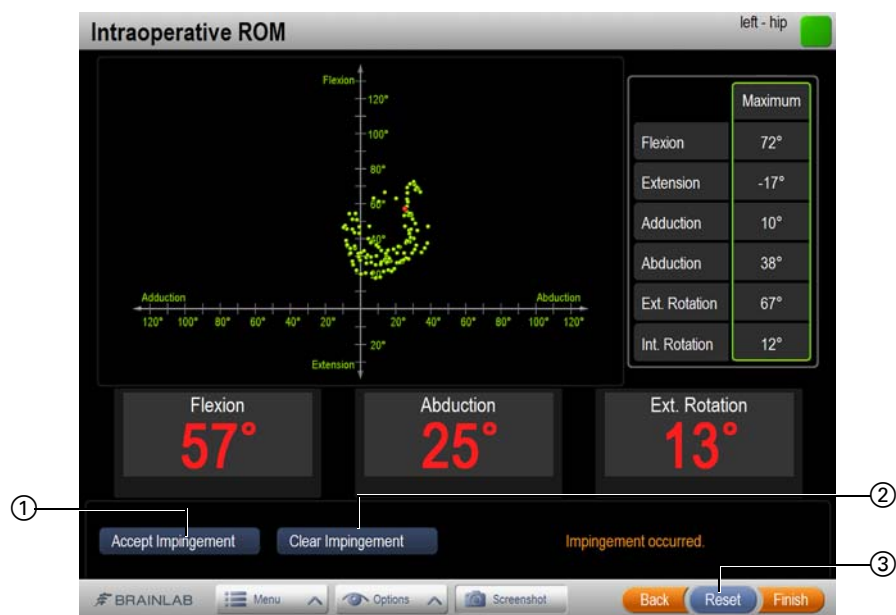 Intraoperative ROM
left - hip
Flexion
120°
100°
80°
60°
40°
20°
Adduction
Abduction
120° 100° 80° 60° 40° 20° 20° 40° 60° 80° 100° 120°
20°
Extension
Maximum
Flexion 72°
Extension -17°
Adduction 10°
Abduction 38°
Ext. Rotation 67°
Int. Rotation 12°
Flexion
57°
Abduction
25°
Ext. Rotation
13°
1
2
Accept Impingement Clear Impingement Impingement occurred.
3
BRAINLAB Menu Options Screenshot Back Reset Finish